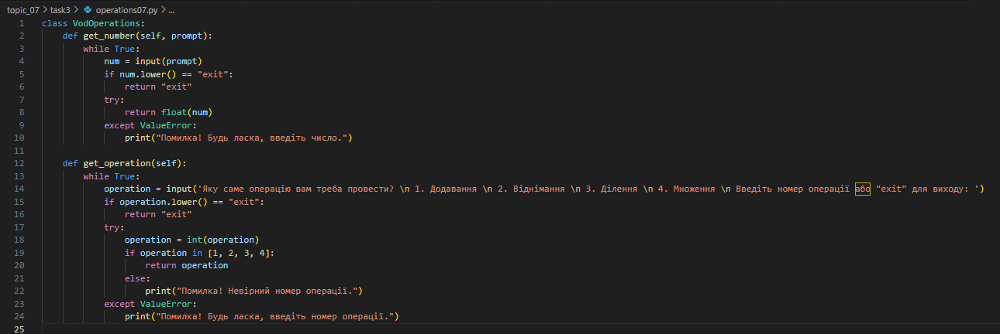 topic_07 > task3 > operations07.py > ...
1 class VodOperations:
2 def get_number(self, prompt):
3 while True:
4 num = input(prompt)
5 if num.lower() == "exit":
6 return "exit"
7 try:
8 return float(num)
9 except ValueError:
10 print("Помилка! Будь ласка, введіть число.")
11
12 def get_operation(self):
13 while True:
14 operation = input('Яку саме операцію вам треба провести? \n 1. Додавання \n 2. Віднімання \n 3. Ділення \n 4. Множення \n Введіть номер операції або "exit" для виходу: ')
15 if operation.lower() == "exit":
16 return "exit"
17 try:
18 operation = int(operation)
19 if operation in [1, 2, 3, 4]:
20 return operation
21 else:
22 print("Помилка! Невірний номер операції.")
23 except ValueError:
24 print("Помилка! Будь ласка, введіть номер операції.")
25